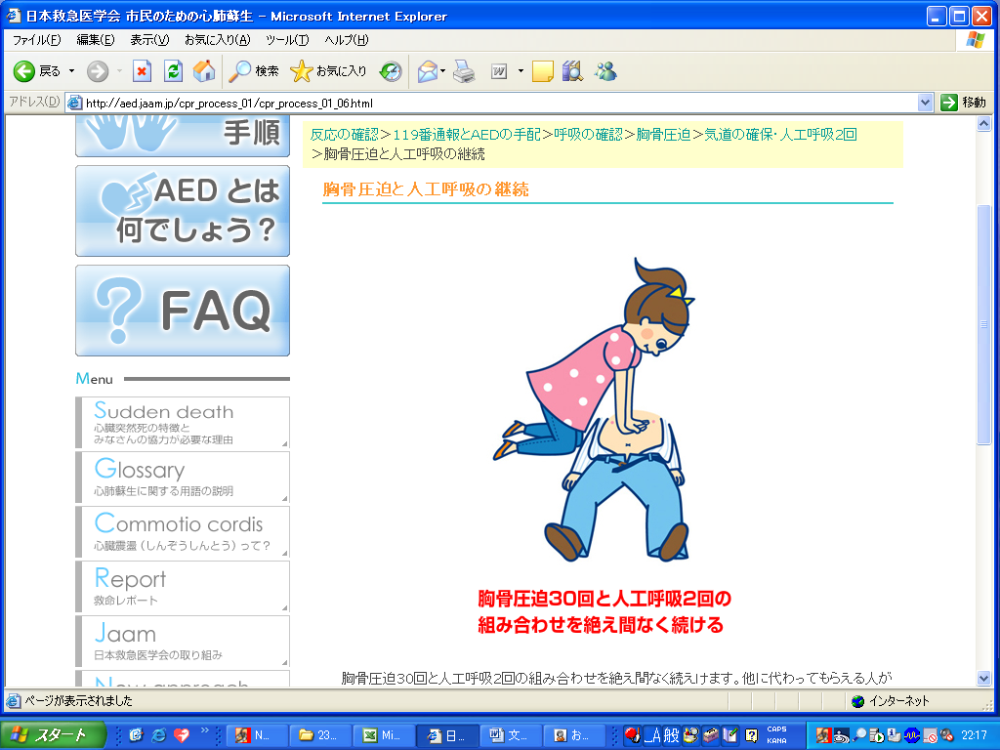 日本救急医学会 市民のための心肺蘇生 - Microsoft Internet Explorer
ファイル(F) 編集(E) 表示(V) お気に入り(A) ツール(T) ヘルプ(H)
戻る 検索 お気に入り
アドレス(D) http://aed.jaam.jp/cpr_process_01/cpr_process_01_06.html 移動
手順
AED とは
何でしょう？
FAQ
Menu
Sudden death
心臓突然死の特徴と
みなさんの協力が必要な理由
Glossary
心肺蘇生に関する用語の説明
Commotio cordis
心臓震盪（しんぞうしんとう）って？
Report
救命レポート
Jaam
日本救急医学会の取り組み
New approach
反応の確認＞119番通報とAEDの手配＞呼吸の確認＞胸骨圧迫＞気道の確保・人工呼吸2回
＞胸骨圧迫と人工呼吸の継続
胸骨圧迫と人工呼吸の継続
胸骨圧迫30回と人工呼吸2回の
組み合わせを絶え間なく続ける
胸骨圧迫30回と人工呼吸2回の組み合わせを絶え間なく続えけます。他に代わってもらえる人が
ページが表示されました インターネット
スタート N... 23... Mi... 日... 文... お... A 般 CAPS KANA 22:17